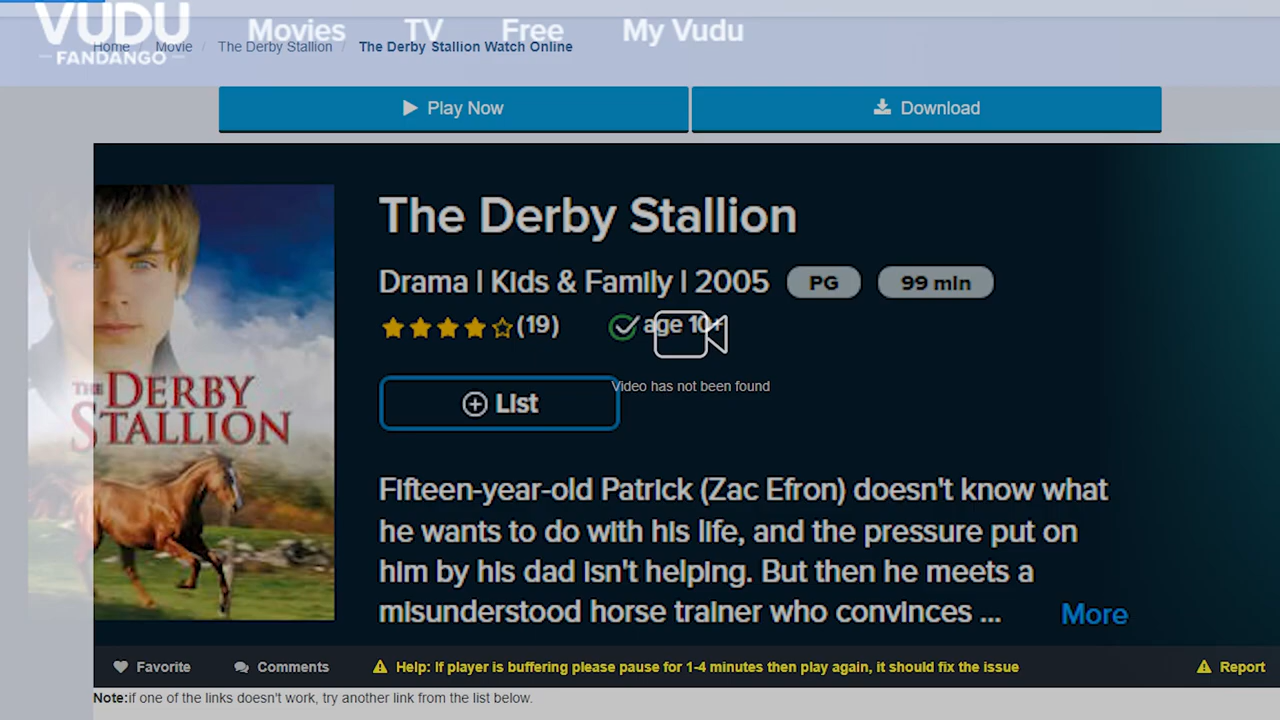 VUDU
FANDANGO
Movies TV Free My Vudu
Home / Movie / The Derby Stallion / The Derby Stallion Watch Online
Play Now
Download
THE DERBY
STALLION
The Derby Stallion
Drama | Kids & Family | 2005 PG 99 min
(19) age 10+
Video has not been found
List
Fifteen-year-old Patrick (Zac Efron) doesn't know what
he wants to do with his life, and the pressure put on
him by his dad isn't helping. But then he meets a
misunderstood horse trainer who convinces ... More
Favorite Comments Help: If player is buffering please pause for 1-4 minutes then play again, it should fix the issue Report
Note:if one of the links doesn't work, try another link from the list below.